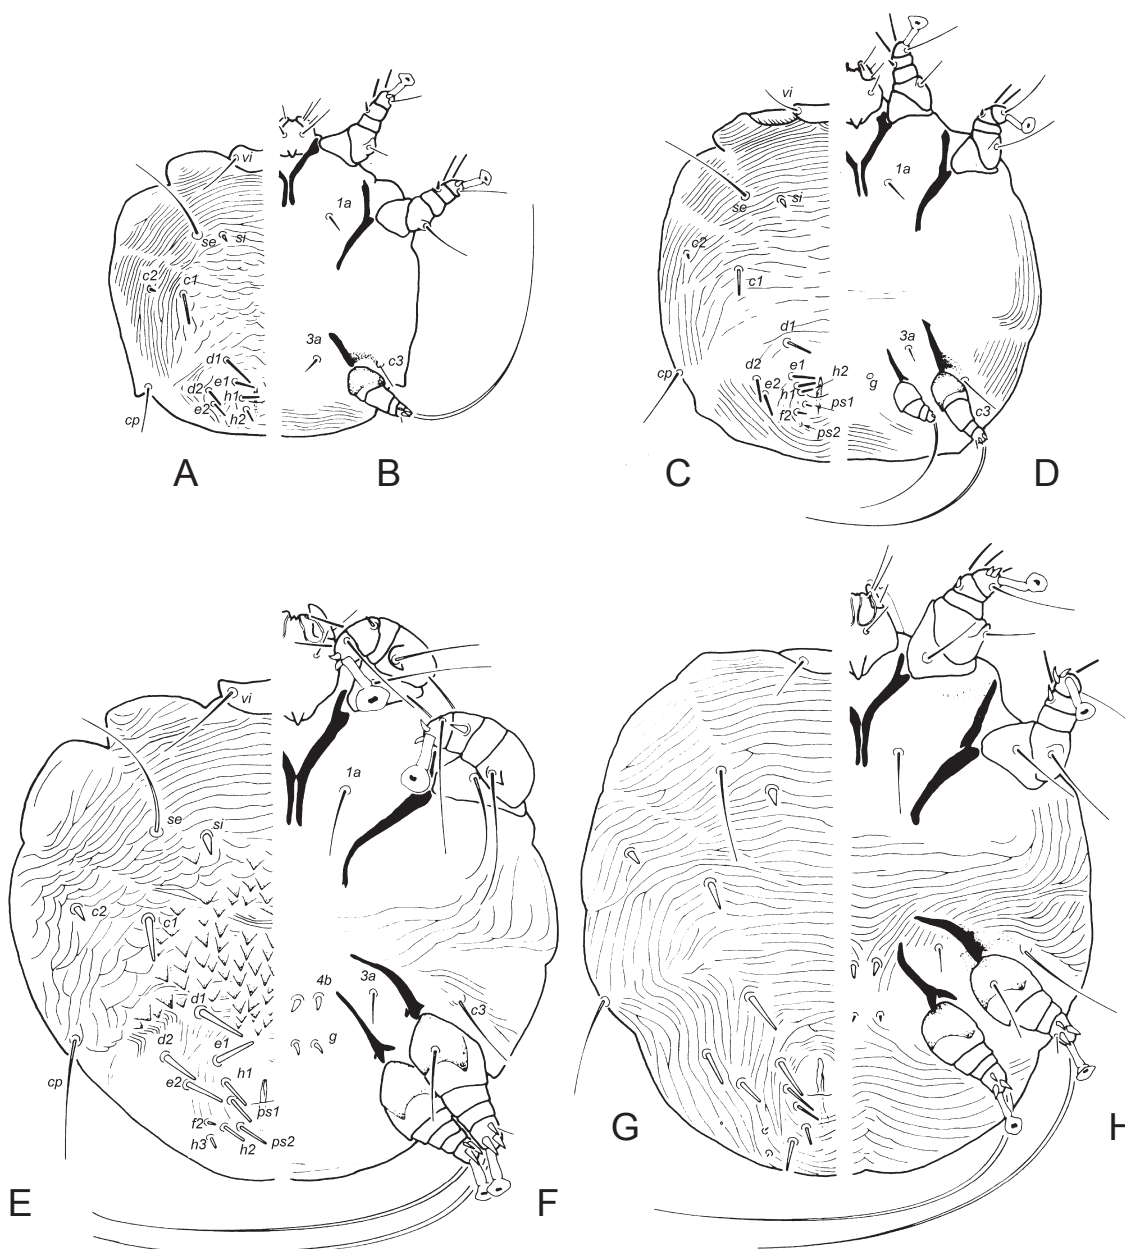 vi
se
si
c2
c1
d1
d2
e1
e2
h1
h2
cp
A
1a
3a
c3
B
vi
se
si
c2
c1
d1
d2
e1
e2
h2
h1
ps1
f2
ps2
cp
C
1a
3a
g
c3
D
vi
se
si
c2
c1
d1
d2
e1
e2
h1
ps1
f2
h3
h2
ps2
cp
E
1a
4b
3a
g
c3
F
G
H